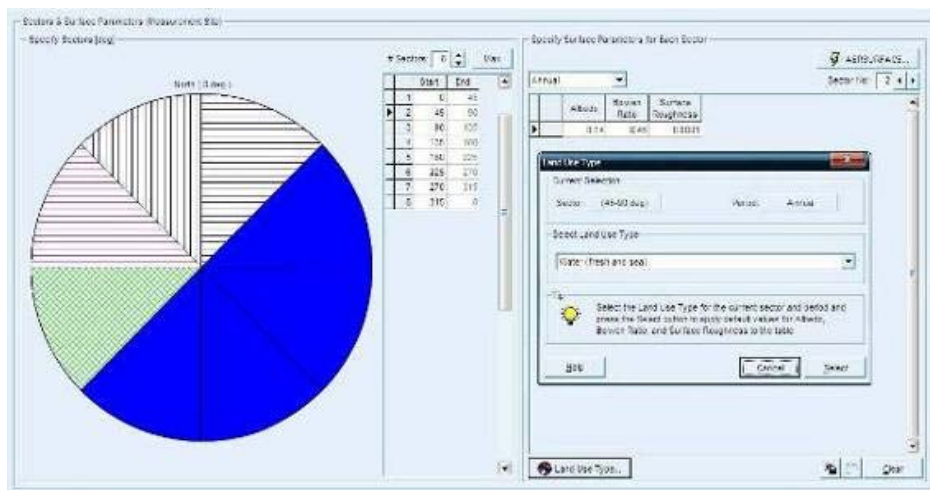 Sectors & Surface Parameters (Measurement Site)
Specify Sectors [deg]
North (0 deg)
# Sectors: 8
Max
Start End
1 0 45
2 45 90
3 90 135
4 135 180
5 180 225
6 225 270
7 270 315
8 315 0
Specify Surface Parameters for Each Sector
AERSURFACE...
Annual
Sector No: 2
Albedo Bowen Ratio Surface Roughness
0.14 0.45 0.0001
Land Use Type
Current Selection
Sector: (45-90 deg)
Period: Annual
Select Land Use Type
Water (fresh and sea)
Tip
Select the Land Use Type for the current sector and period and
press the Select button to apply default values for Albedo,
Bowen Ratio, and Surface Roughness to the table
Help
Cancel
Select
Land Use Type...
Clear